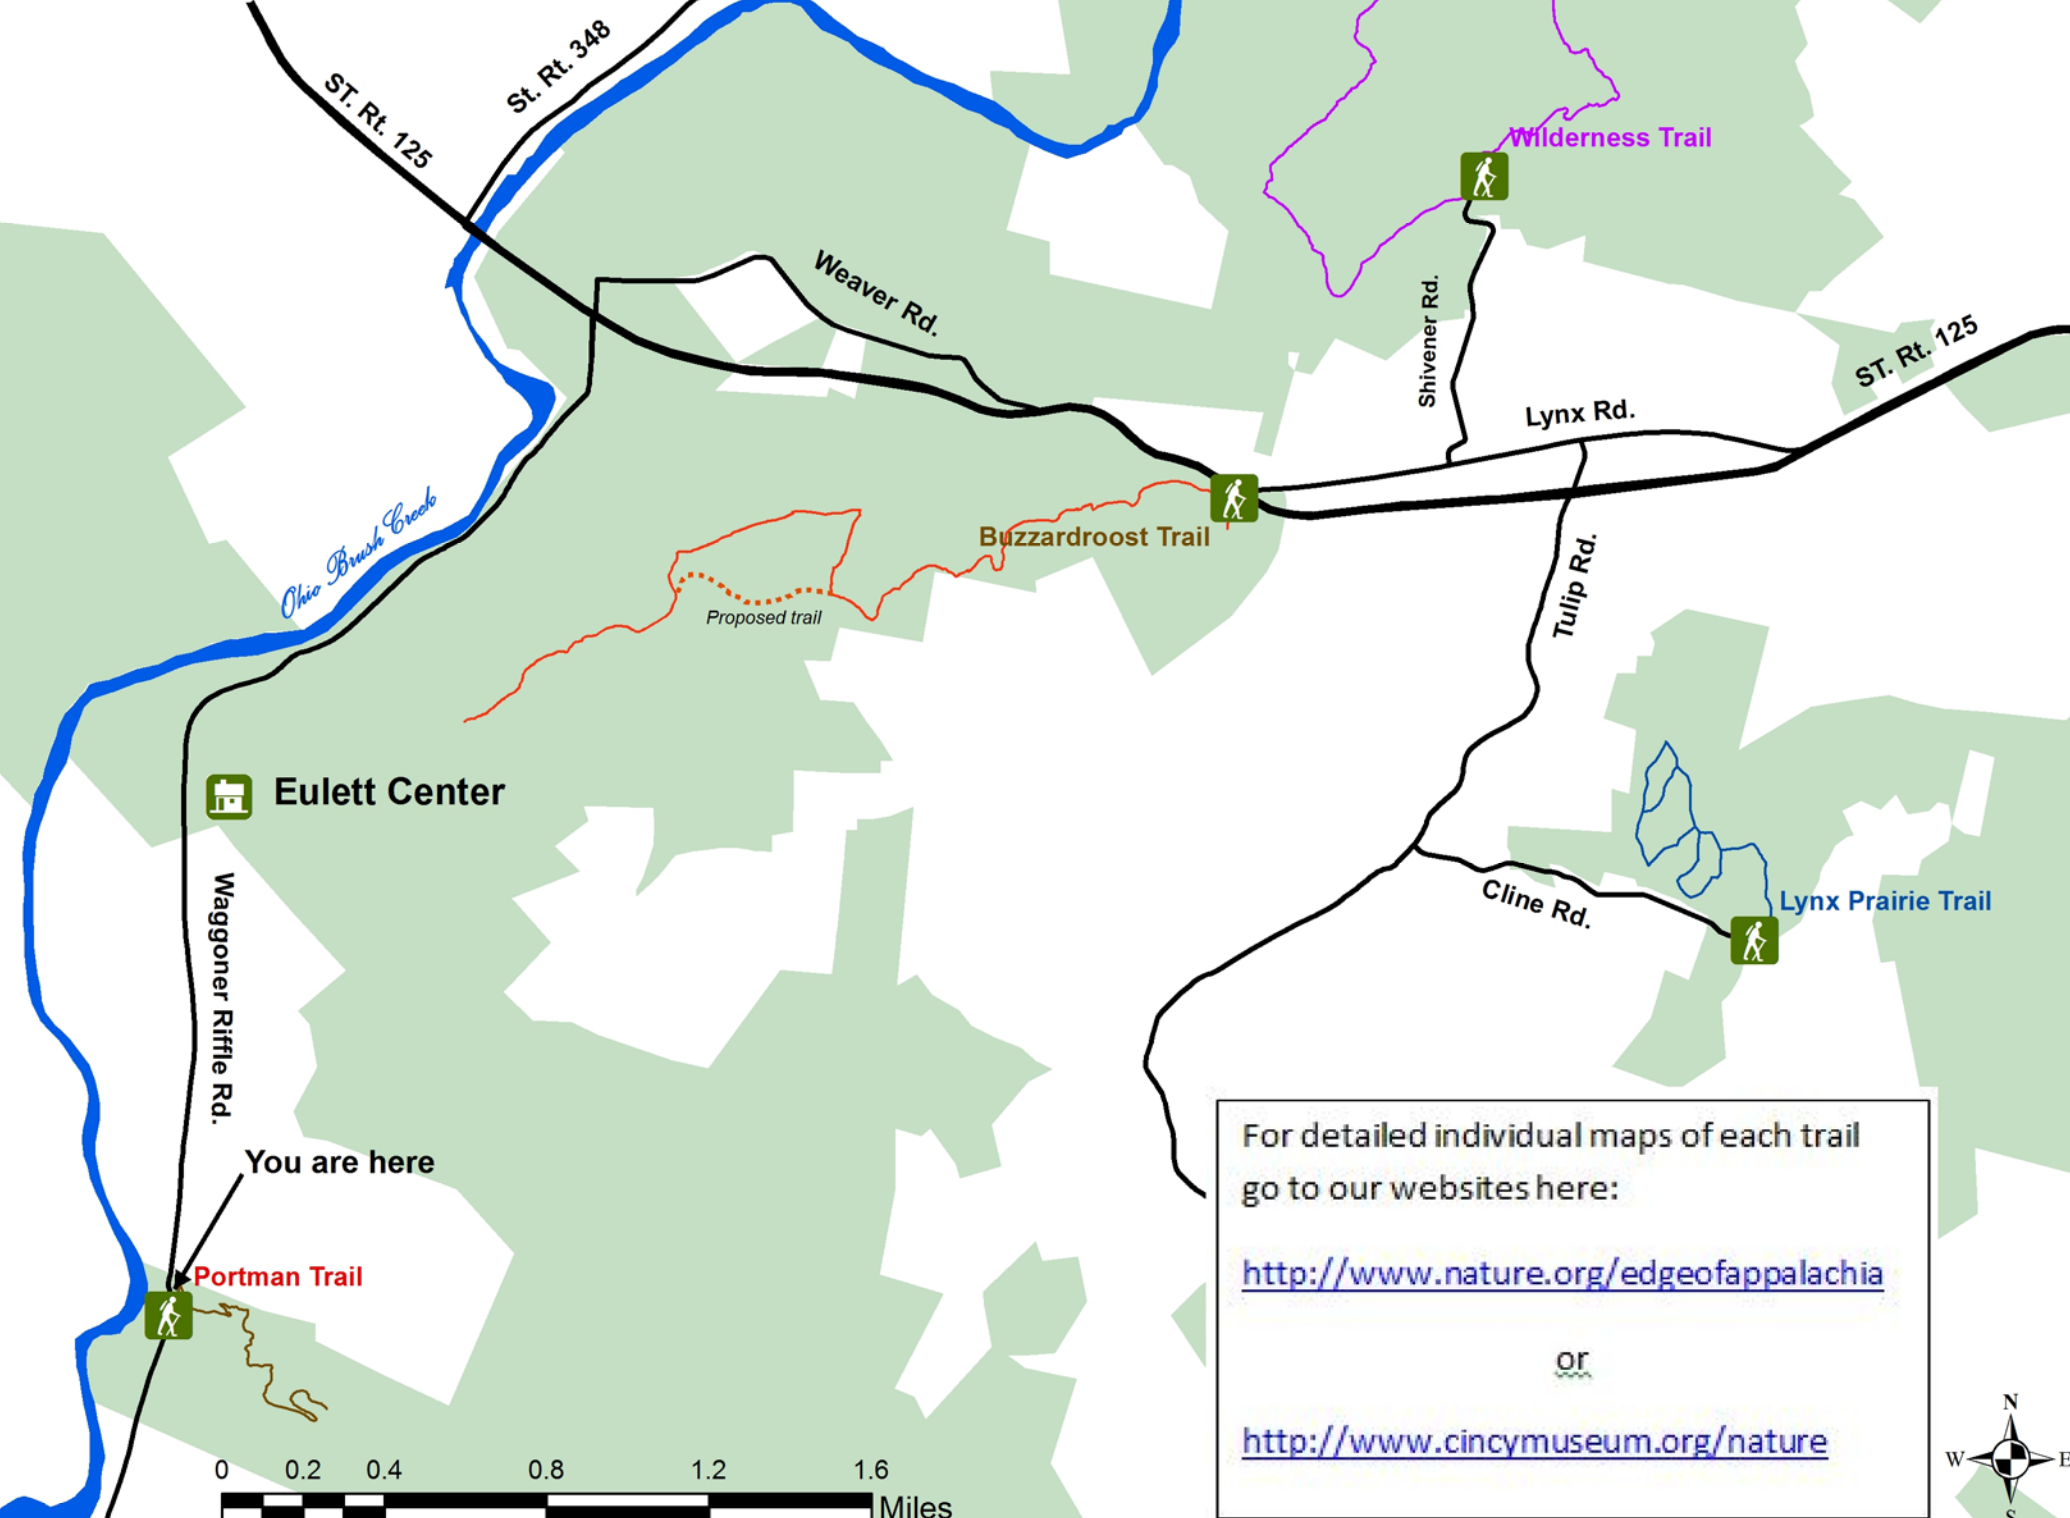 St. Rt. 348
ST. Rt. 125
Wilderness Trail
Weaver Rd.
Shivener Rd.
ST. Rt. 125
Lynx Rd.
Ohio Brush Creek
Buzzardroost Trail
Proposed trail
Tulip Rd.
Eulett Center
Cline Rd.
Lynx Prairie Trail
Waggoner Riffle Rd.
You are here
Portman Trail
For detailed individual maps of each trail
go to our websites here:
http://www.nature.org/edgeofappalachia
or
http://www.cincymuseum.org/nature
N
W E
S
0 0.2 0.4 0.8 1.2 1.6
Miles